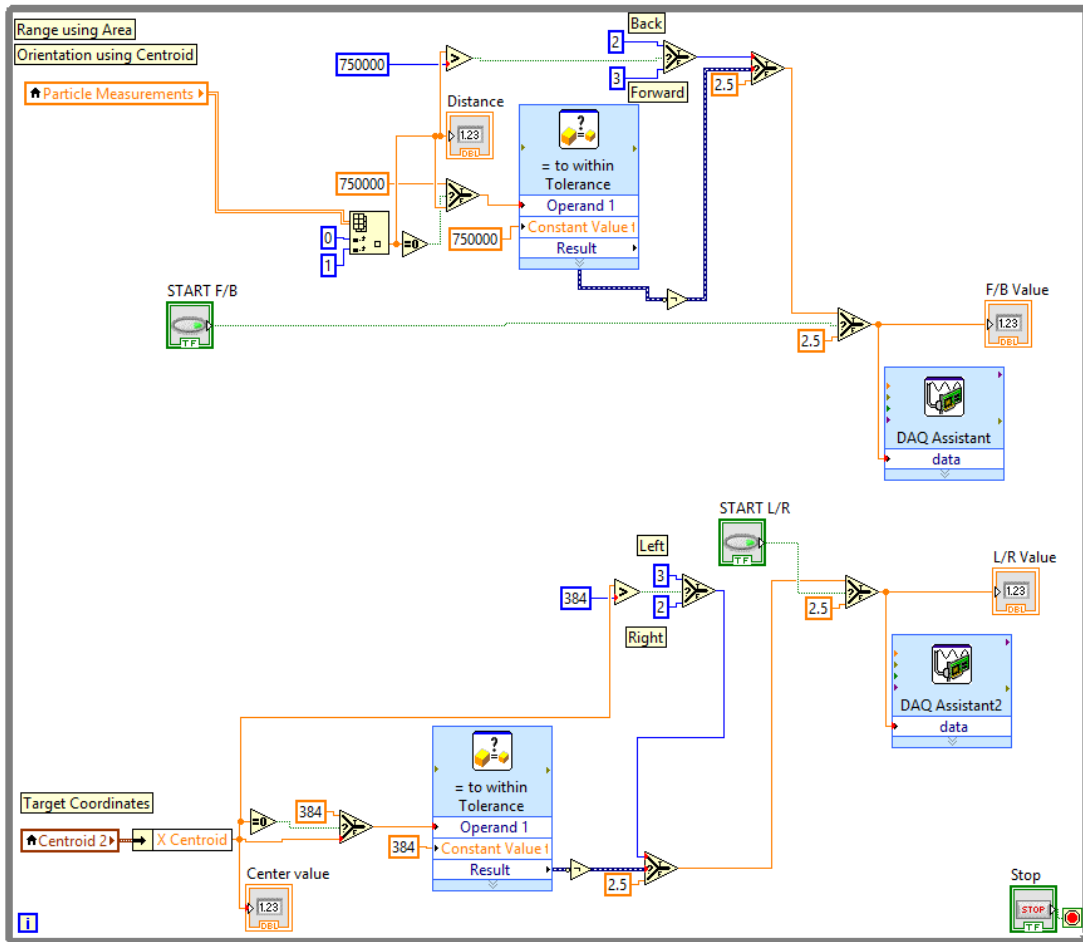 Range using Area
Orientation using Centroid
Particle Measurements
750000
>
Back
2
3
Forward
?
T
F
2.5
Distance
1.23
DBL
750000
=0
0
1
?
= to within
Tolerance
Operand 1
Constant Value
750000
Result
START F/B
TF
2.5
F/B Value
1.23
DBL
DAQ Assistant
data
START L/R
TF
Left
3
384
>
2
Right
2.5
L/R Value
1.23
DBL
DAQ Assistant2
data
Target Coordinates
Centroid 2
X Centroid
=0
384
?
= to within
Tolerance
Operand 1
384
Constant Value
Result
2.5
Center value
1.23
DBL
i
Stop
STOP
TF